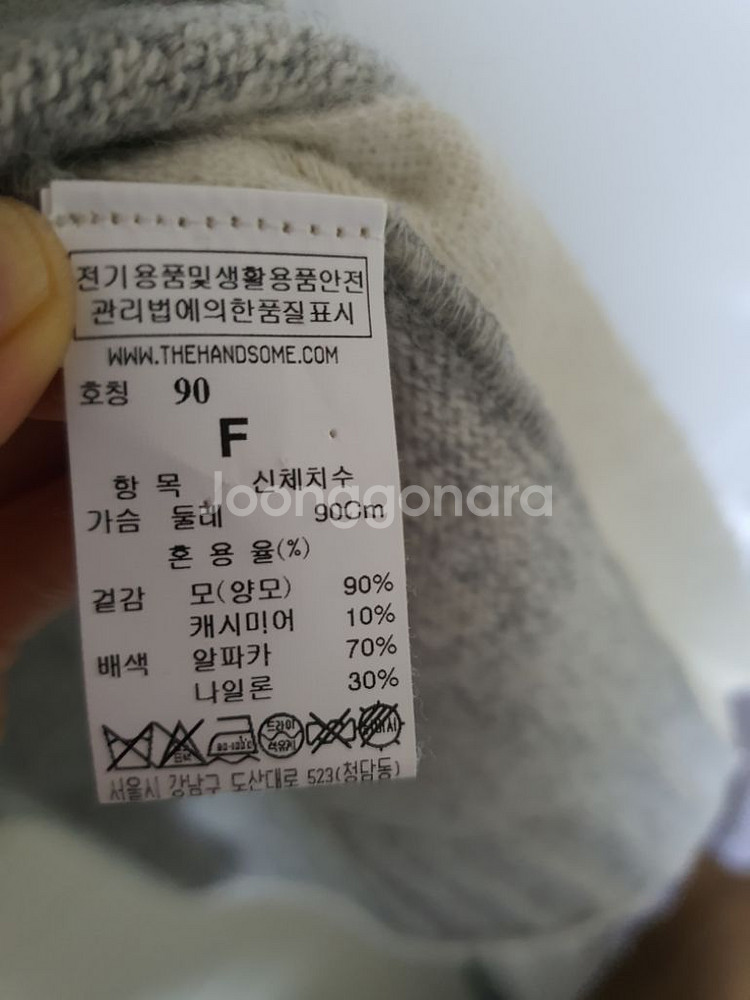 전기용품및생활용품안전
관리법에의한품질표시
WWW.THEHANDSOME.COM
호칭 90
F
항 목 신체치수
Joonggonara
가슴 둘레 90Cm
혼 용 율(%)
겉감 모(양모) 90%
캐시미어 10%
배색 알파카 70%
나일론 30%
드라이
석유계
서울시 강남구 도산대로 523(청담동)